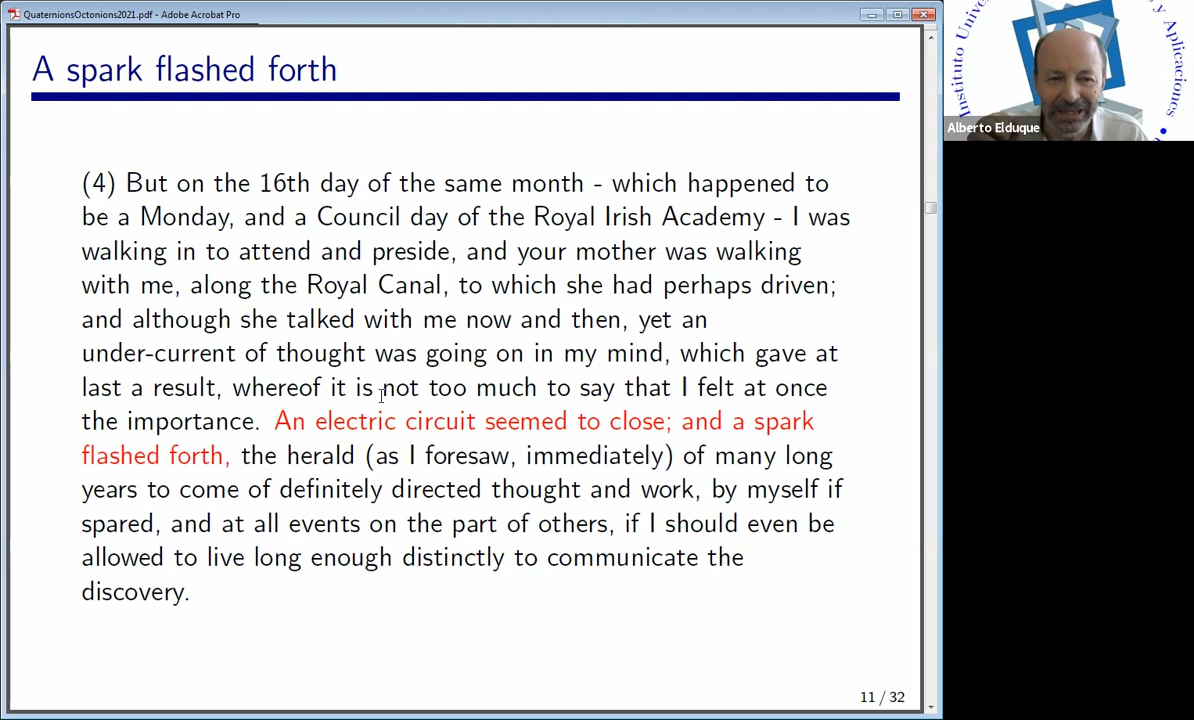 QuaternionsOctonions2021.pdf - Adobe Acrobat Pro
A spark flashed forth
(4) But on the 16th day of the same month - which happened to
be a Monday, and a Council day of the Royal Irish Academy - I was
walking in to attend and preside, and your mother was walking
with me, along the Royal Canal, to which she had perhaps driven;
and although she talked with me now and then, yet an
under-current of thought was going on in my mind, which gave at
last a result, whereof it is not too much to say that I felt at once
the importance. An electric circuit seemed to close; and a spark
flashed forth, the herald (as I foresaw, immediately) of many long
years to come of definitely directed thought and work, by myself if
spared, and at all events on the part of others, if I should even be
allowed to live long enough distinctly to communicate the
discovery.
11 / 32
Instituto Univer
y Aplicaciones
Alberto Elduque